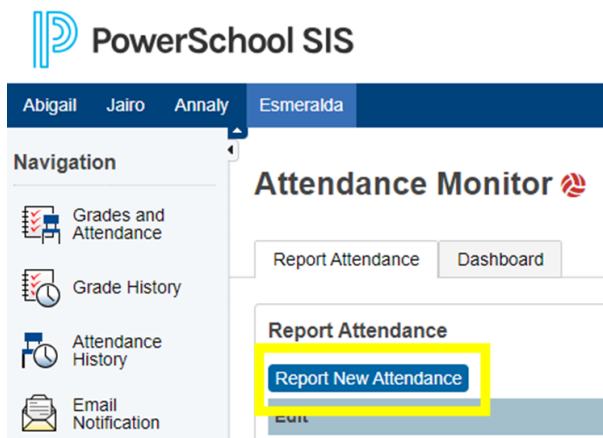 PowerSchool SIS
Abigail Jairo Annaly Esmeralda
Navigation
Grades and
Attendance
Grade History
Attendance
History
Email
Notification
Attendance Monitor
Report Attendance Dashboard
Report Attendance
Report New Attendance
Edit